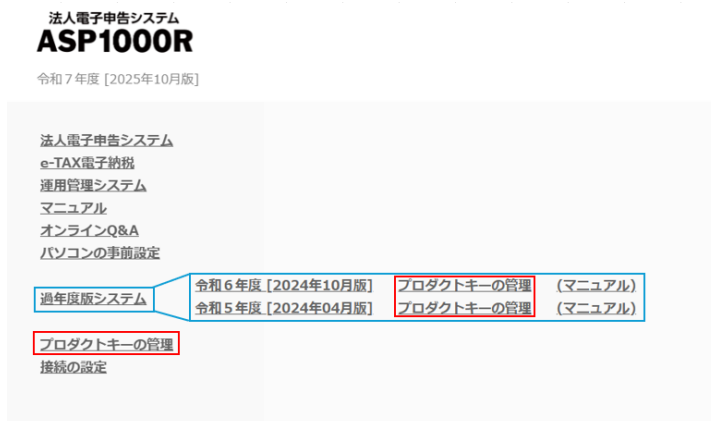 法人電子申告システム
ASP1000R
令和７年度 [2025年10月版]
法人電子申告システム
e-TAX電子納税
運用管理システム
マニュアル
オンラインQ&A
パソコンの事前設定
過年度版システム
令和６年度 [2024年10月版] プロダクトキーの管理 (マニュアル)
令和５年度 [2024年04月版] プロダクトキーの管理 (マニュアル)
プロダクトキーの管理
接続の設定